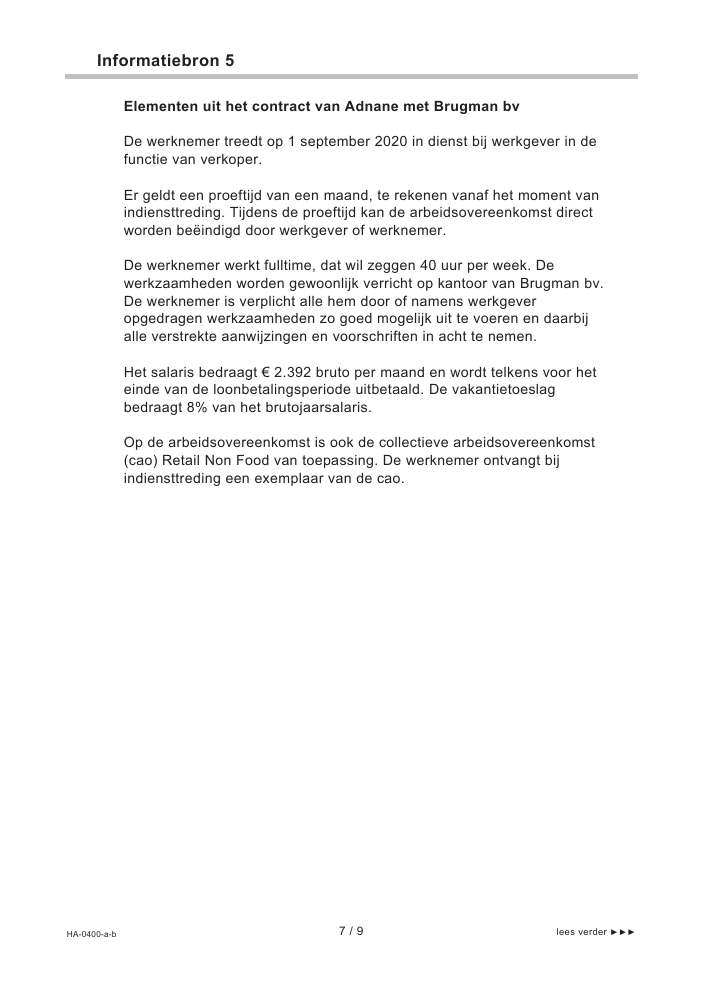 Informatiebron 5
Elementen uit het contract van Adnane met Brugman bv
De werknemer treedt op 1 september 2020 in dienst bij werkgever in de
functie van verkoper.
Er geldt een proeftijd van een maand, te rekenen vanaf het moment van
indiensttreding. Tijdens de proeftijd kan de arbeidsovereenkomst direct
worden beëindigd door werkgever of werknemer.
De werknemer werkt fulltime, dat wil zeggen 40 uur per week. De
werkzaamheden worden gewoonlijk verricht op kantoor van Brugman bv.
De werknemer is verplicht alle hem door of namens werkgever
opgedragen werkzaamheden zo goed mogelijk uit te voeren en daarbij
alle verstrekte aanwijzingen en voorschriften in acht te nemen.
Het salaris bedraagt € 2.392 bruto per maand en wordt telkens voor het
einde van de loonbetalingsperiode uitbetaald. De vakantietoeslag
bedraagt 8% van het brutojaarsalaris.
Op de arbeidsovereenkomst is ook de collectieve arbeidsovereenkomst
(cao) Retail Non Food van toepassing. De werknemer ontvangt bij
indiensttreding een exemplaar van de cao.
HA-0400-a-b
7 / 9
lees verder ►►►